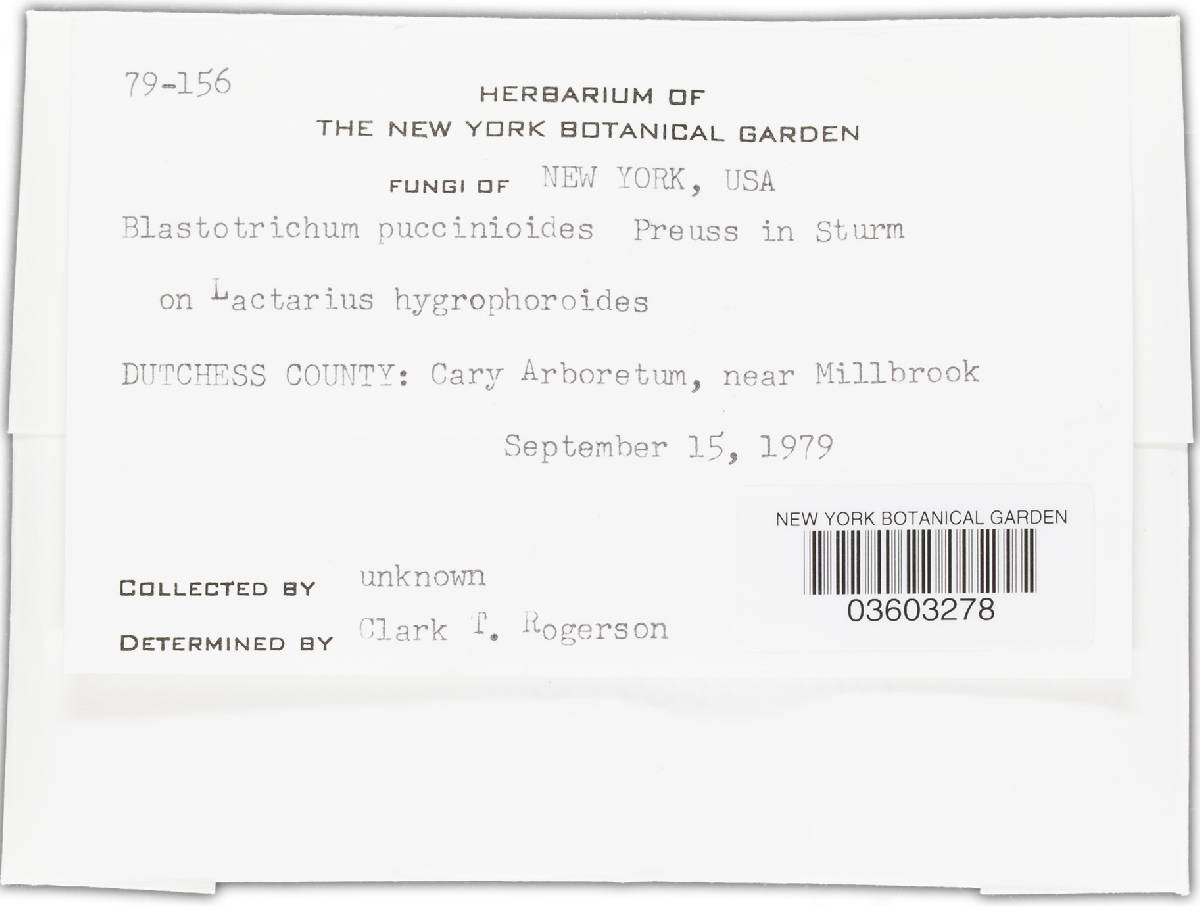 79-156
HERBARIUM OF
THE NEW YORK BOTANICAL GARDEN
FUNGI OF NEW YORK, USA
Blastotrichum puccinioides Preuss in Sturm
on Lactarius hygrophoroides
DUTCHESS COUNTY: Cary Arboretum, near Millbrook
September 15, 1979
NEW YORK BOTANICAL GARDEN
03603278
COLLECTED BY unknown
DETERMINED BY Clark T. Rogerson